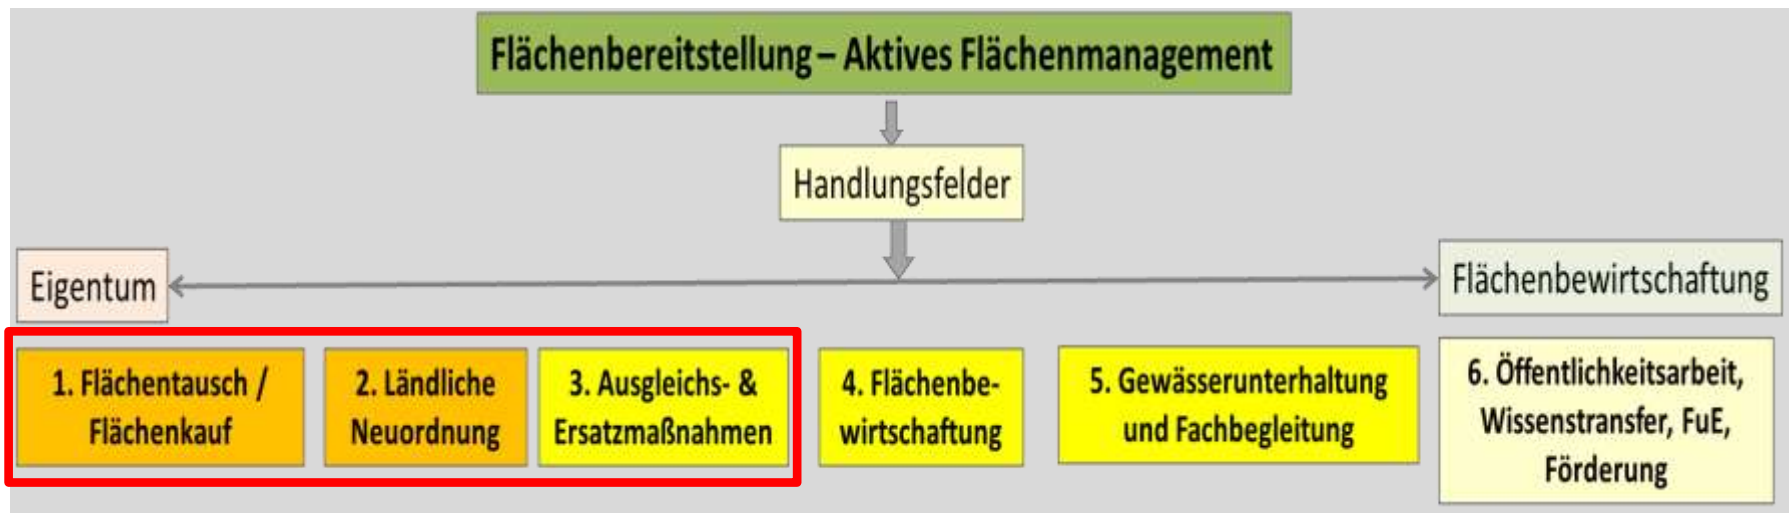 Flächenbereitstellung – Aktives Flächenmanagement
Handlungsfelder
Eigentum
Flächenbewirtschaftung
1. Flächentausch /
Flächenkauf
2. Ländliche
Neuordnung
3. Ausgleichs- &
Ersatzmaßnahmen
4. Flächenbe-
wirtschaftung
5. Gewässerunterhaltung
und Fachbegleitung
6. Öffentlichkeitsarbeit,
Wissenstransfer, FuE,
Förderung